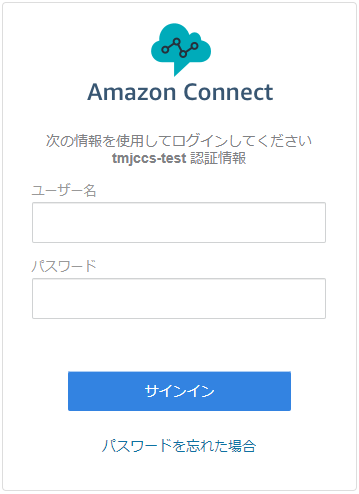 Amazon Connect
次の情報を使用してログインしてください
tmjccs-test 認証情報
ユーザー名
パスワード
サインイン
パスワードを忘れた場合